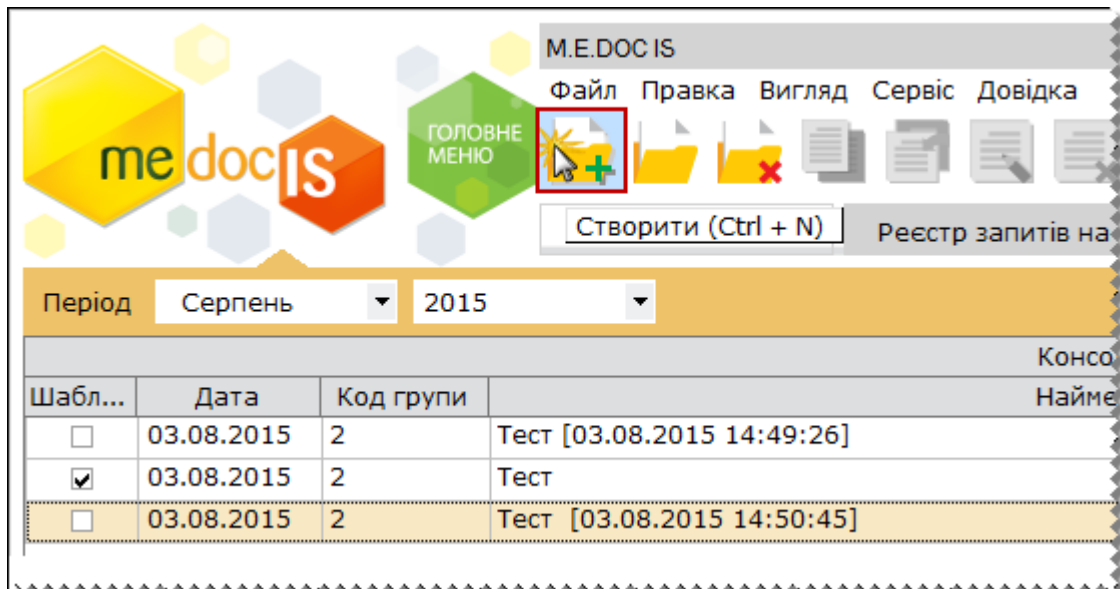 M.E.DOC IS
Файл Правка Вигляд Сервіс Довідка
me doc IS
ГОЛОВНЕ
МЕНЮ
Створити (Ctrl + N)
Реєстр запитів на
Період Серпень 2015
Консо
Шабл... Дата Код групи Найме
03.08.2015 2 Тест [03.08.2015 14:49:26]
03.08.2015 2 Тест
03.08.2015 2 Тест [03.08.2015 14:50:45]